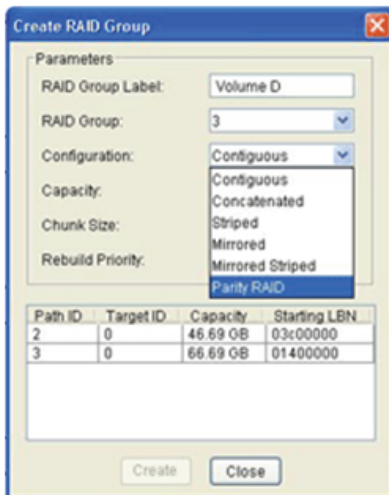 Create RAID Group
Parameters
RAID Group Label: Volume D
RAID Group: 3
Configuration: Contiguous
Contiguous
Concatenated
Capacity:
Striped
Chunk Size:
Mirrored
Rebuild Priority: Mirrored Striped
Parity RAID
Path ID Target ID Capacity Starting LBN
2 0 46.69 GB 03c00000
3 0 66.69 GB 01400000
Create Close